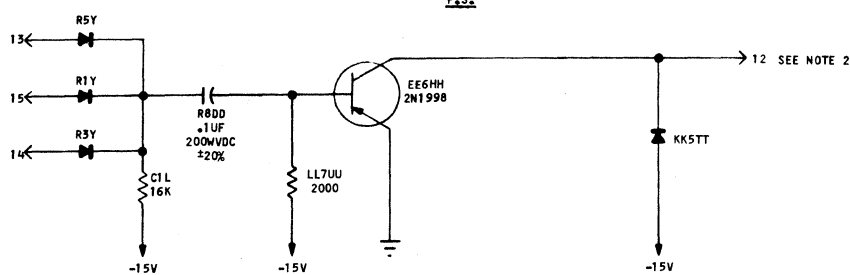 P.S.
R5Y
13
R1Y
15
R8DD
.1UF
200WVDC
±20%
R3Y
14
C1L
16K
-15V
LL7UU
2000
-15V
EE6HH
2N1998
12 SEE NOTE 2
KK5TT
-15V